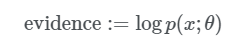 evidence := log p(x; θ)